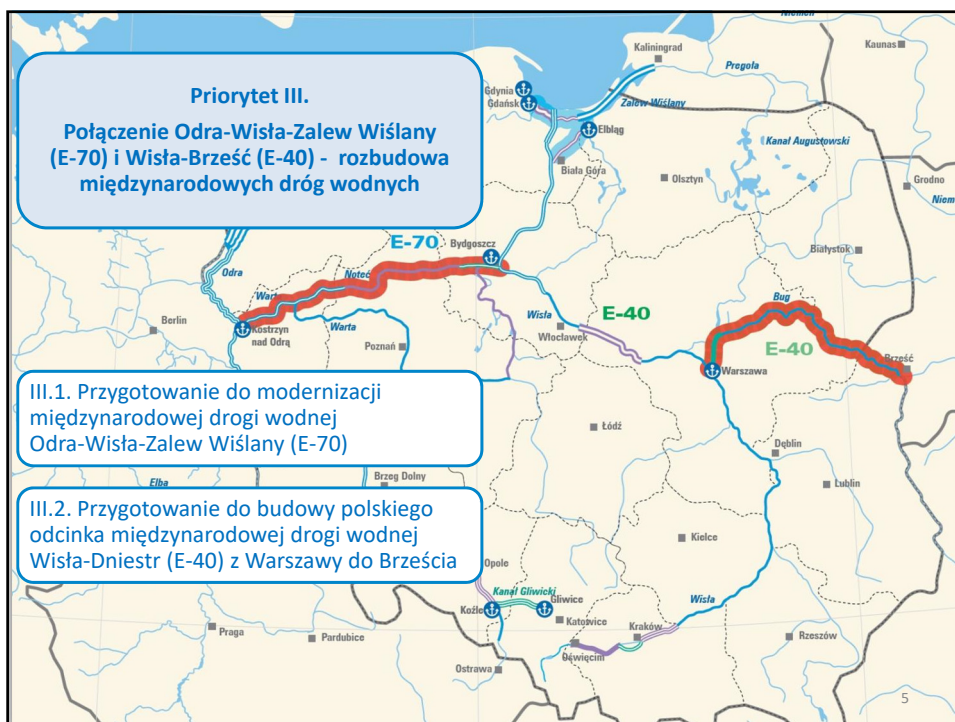 Priorytet III.
Połączenie Odra-Wisła-Zalew Wiślany
(E-70) i Wisła-Brześć (E-40) - rozbudowa
międzynarodowych dróg wodnych
Niemen
Kaliningrad
Kaunas
Pregoła
Gdynia
Gdańsk
Zalew Wiślany
Elbląg
Kanał Augustowski
Biała Góra
Olsztyn
Grodno
Niem
E-70
Bydgoszcz
Białystok
Odra
Warta
Noteć
Bug
Wisła
E-40
Berlin
Kostrzyn
nad Odrą
Warta
Włocławek
E-40
Poznań
Brześć
Warszawa
III.1. Przygotowanie do modernizacji
międzynarodowej drogi wodnej
Odra-Wisła-Zalew Wiślany (E-70)
Łódź
Dęblin
Brzeg Dolny
Lublin
Elba
III.2. Przygotowanie do budowy polskiego
odcinka międzynarodowej drogi wodnej
Wisła-Dniestr (E-40) z Warszawy do Brześcia
Kielce
Opole
Kanał Gliwicki
Koźle
Gliwice
Wisła
Katowice
Kraków
Praga
Pardubice
Oświęcim
Rzeszów
Ostrawa
5